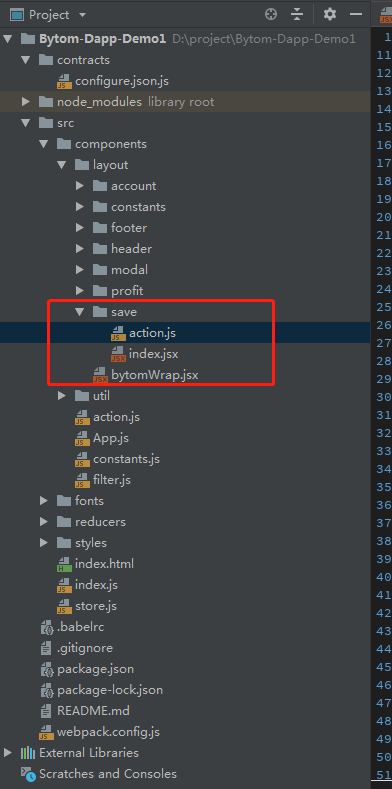 Project
Bytom-Dapp-Demo1 D:\project\Bytom-Dapp-Demo1
contracts
configure.json.js
node_modules library root
src
components
layout
account
constants
footer
header
modal
profit
save
action.js
index.jsx
bytomWrap.jsx
util
action.js
App.js
constants.js
filter.js
fonts
reducers
styles
index.html
index.js
store.js
.babelrc
.gitignore
package.json
package-lock.json
README.md
webpack.config.js
External Libraries
Scratches and Consoles
1
11
12
13
14
15
16
17
18
19
20
21
22
23
24
25
26
27
28
29
30
31
32
33
34
35
36
37
38
39
40
41
42
43
44
45
46
47
48
49
50
51